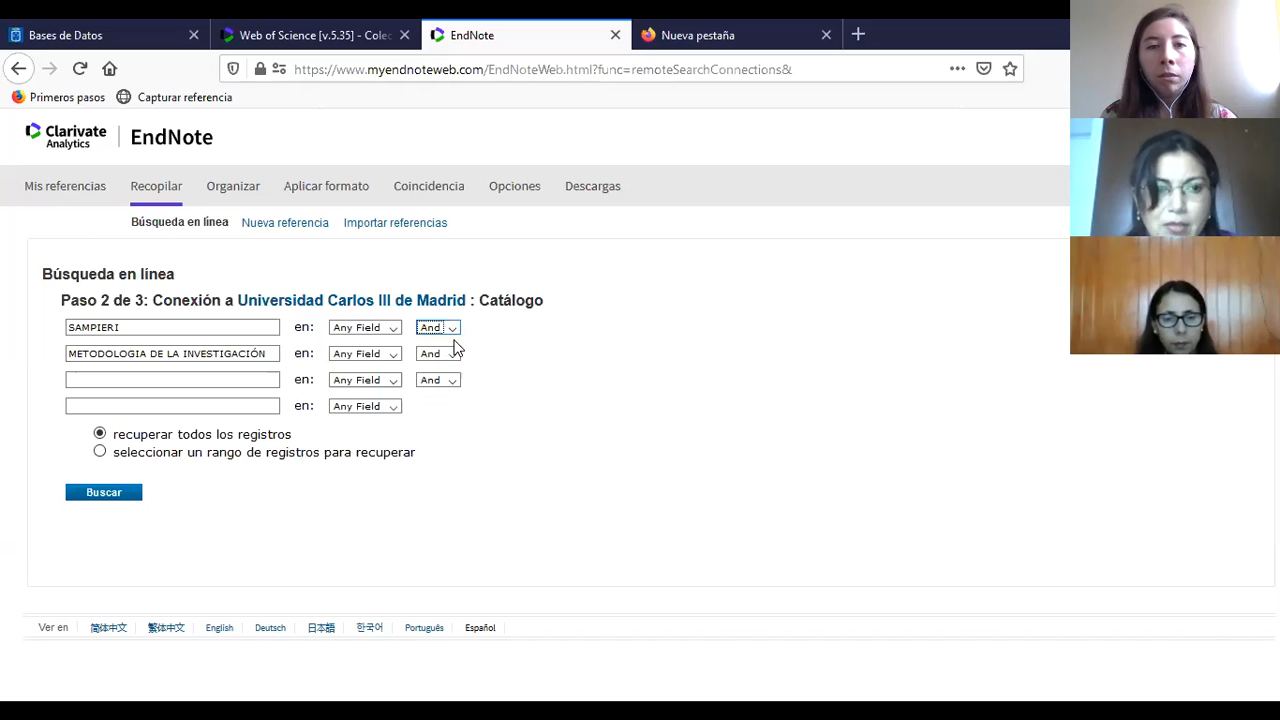 Bases de Datos
Web of Science [v.5.35] - Colec
EndNote
Nueva pestaña
https://www.myendnoteweb.com/EndNoteWeb.html?func=remoteSearchConnections&
Primeros pasos
Capturar referencia
Clarivate Analytics
EndNote
Mis referencias
Recopilar
Organizar
Aplicar formato
Coincidencia
Opciones
Descargas
Búsqueda en línea
Nueva referencia
Importar referencias
Búsqueda en línea
Paso 2 de 3: Conexión a Universidad Carlos III de Madrid : Catálogo
SAMPIERI en: Any Field And
METODOLOGIA DE LA INVESTIGACIÓN en: Any Field And
en: Any Field And
en: Any Field
recuperar todos los registros
seleccionar un rango de registros para recuperar
Buscar
Ver en 简体中文 繁体中文 English Deutsch 日本語 한국어 Português Español